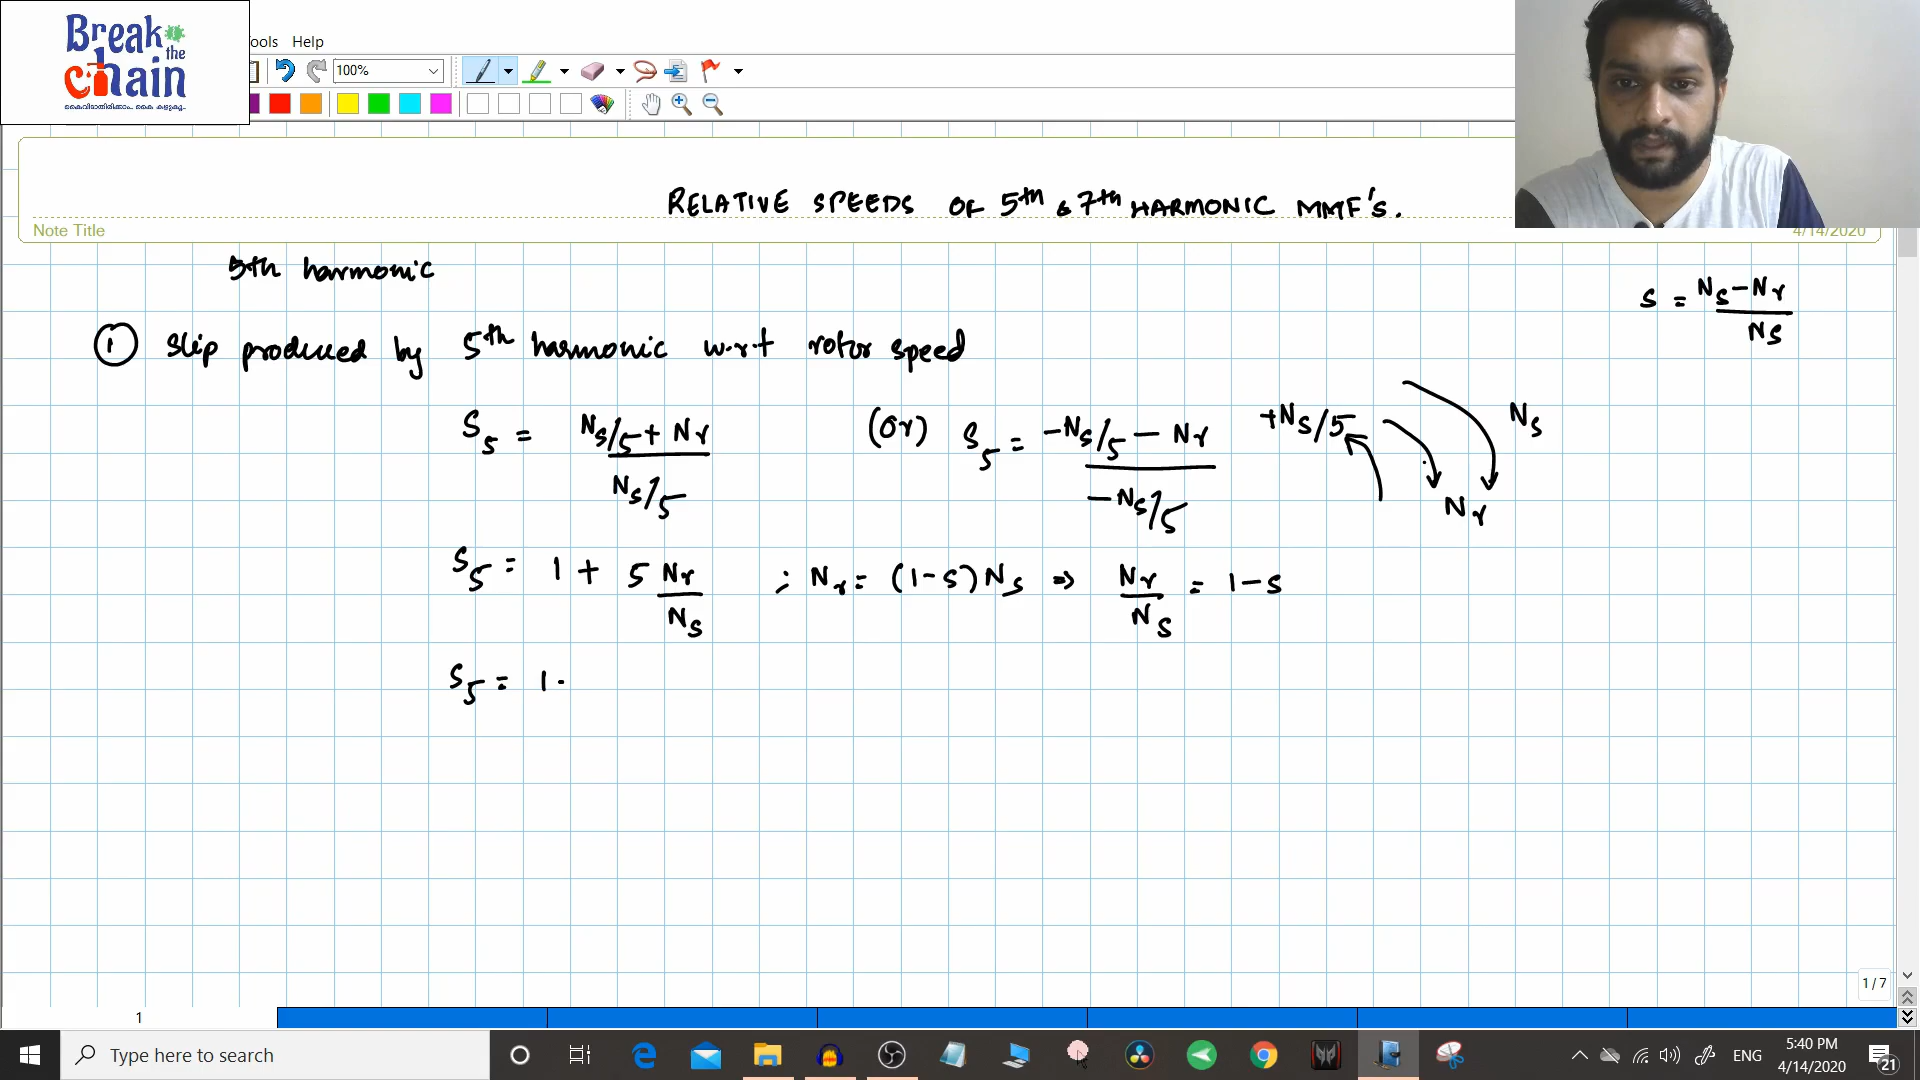 Break
the
chain
കൈവിടാതിരിക്കാം.. കൈ കഴുകൂ..
ools Help
100%
RELATIVE SPEEDS OF 5th & 7th HARMONIC MMF'S.
Note Title
4/14/2020
5th harmonic
s = Ns - Nr / Ns
① Slip produced by 5th harmonic w.r.t rotor speed
S5 = Ns/5 + Nr / Ns/5 (Or) S5 = -Ns/5 - Nr / -Ns/5 +Ns/5 Ns
Nr
S5 = 1 + 5 Nr/Ns ; Nr = (1-s)Ns ⇒ Nr/Ns = 1-s
S5 = 1 -
1 / 7
1
Type here to search
ENG
5:40 PM
4/14/2020
21